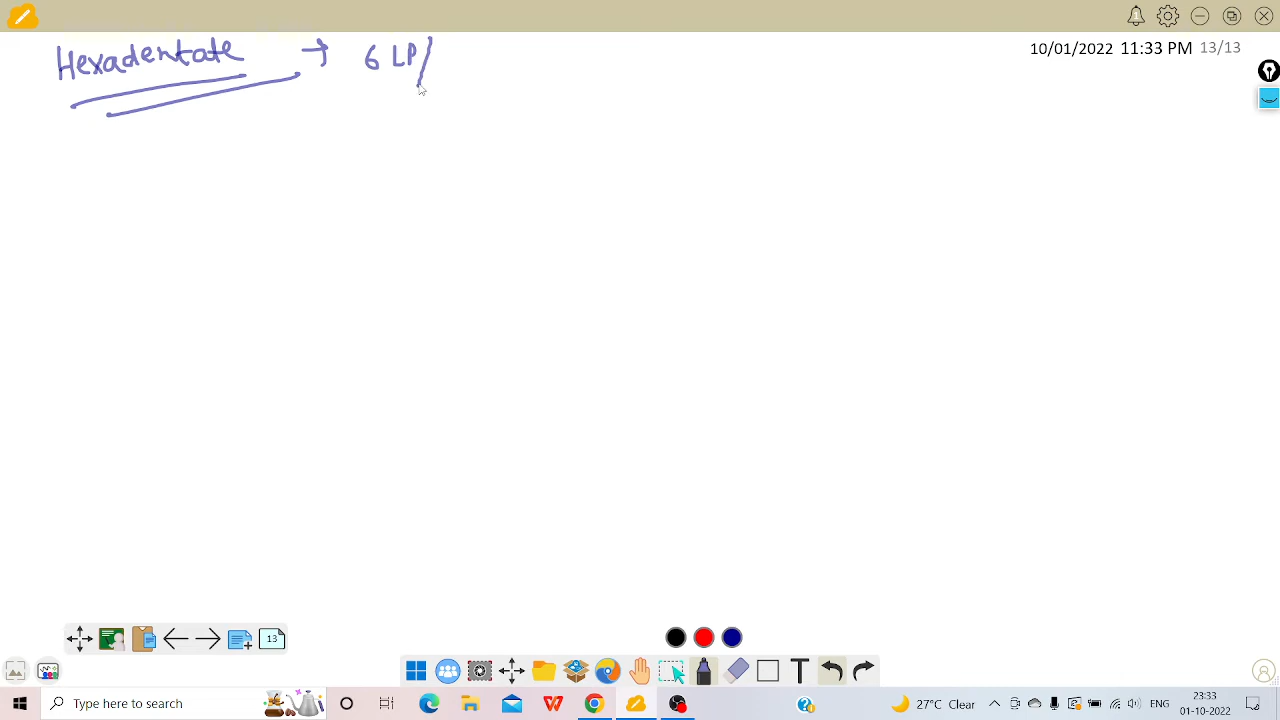 Hexadentate → 6 LP/
10/01/2022 11:33 PM 13/13
13
T
Type here to search
27°C Clear
ENG
23:33
01-10-2022